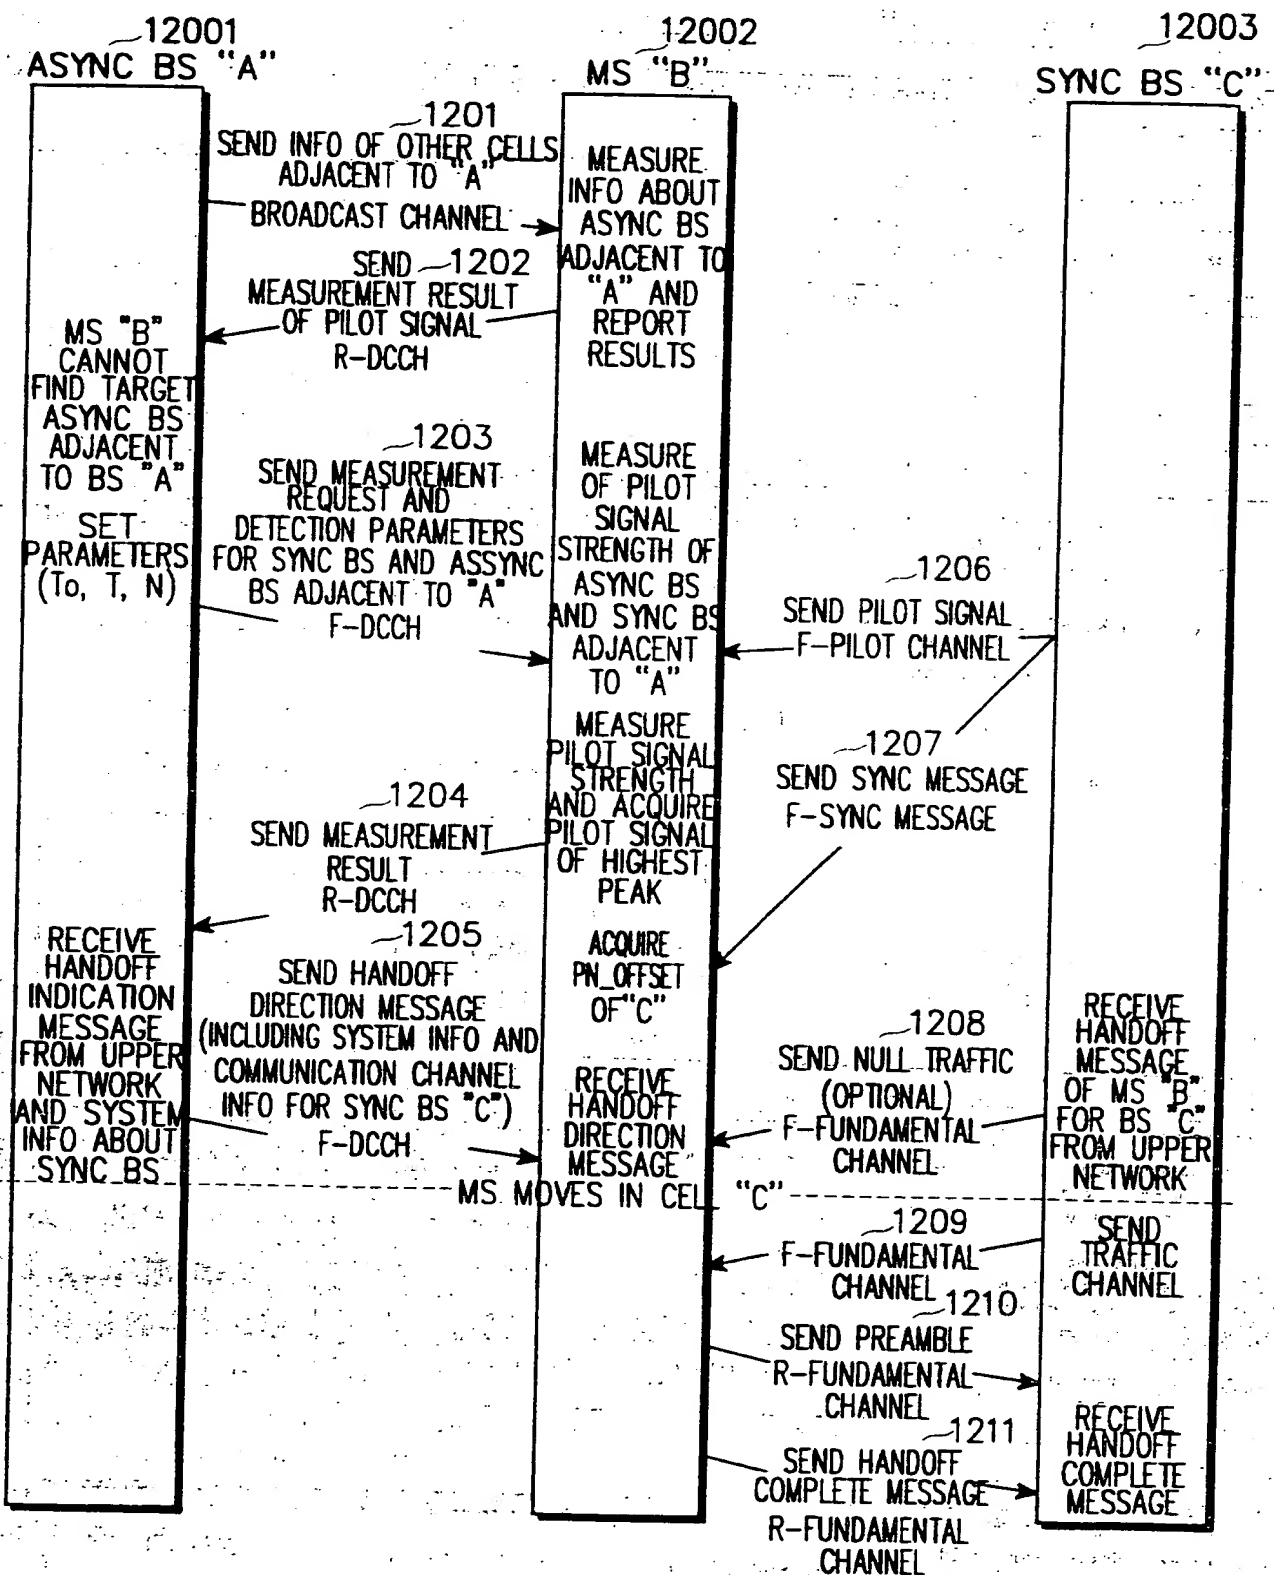 12001
ASYNC BS "A"
12002
MS "B"
12003
SYNC BS "C"
1201
SEND INFO OF OTHER CELLS
ADJACENT TO "A"
BROADCAST CHANNEL
MEASURE
INFO ABOUT
ASYNC BS
ADJACENT TO
"A" AND
REPORT
RESULTS
SEND 1202
MEASUREMENT RESULT
OF PILOT SIGNAL
R-DCCH
MS "B"
CANNOT
FIND TARGET
ASYNC BS
ADJACENT
TO BS "A"
SET
PARAMETERS
(To, T, N)
1203
SEND MEASUREMENT
REQUEST AND
DETECTION PARAMETERS
FOR SYNC BS AND ASSYNC
BS ADJACENT TO "A"
F-DCCH
MEASURE
OF PILOT
SIGNAL
STRENGTH OF
ASYNC BS
AND SYNC BS
ADJACENT
TO "A"
1206
SEND PILOT SIGNAL
F-PILOT CHANNEL
MEASURE
PILOT SIGNAL
STRENGTH
AND ACQUIRE
PILOT SIGNAL
OF HIGHEST
PEAK
1207
SEND SYNC MESSAGE
F-SYNC MESSAGE
1204
SEND MEASUREMENT
RESULT
R-DCCH
ACQUIRE
PN_OFFSET
OF"C"
RECEIVE
HANDOFF
INDICATION
MESSAGE
FROM UPPER
NETWORK
AND SYSTEM
INFO ABOUT
SYNC BS
1205
SEND HANDOFF
DIRECTION MESSAGE
(INCLUDING SYSTEM INFO AND
COMMUNICATION CHANNEL
INFO FOR SYNC BS "C")
F-DCCH
RECEIVE
HANDOFF
DIRECTION
MESSAGE
1208
SEND NULL TRAFFIC
(OPTIONAL)
F-FUNDAMENTAL
CHANNEL
RECEIVE
HANDOFF
MESSAGE
OF MS "B"
FOR BS "C"
FROM UPPER
NETWORK
MS MOVES IN CELL "C"
1209
F-FUNDAMENTAL
CHANNEL
SEND
TRAFFIC
CHANNEL
1210
SEND PREAMBLE
R-FUNDAMENTAL
CHANNEL
1211
SEND HANDOFF
COMPLETE MESSAGE
R-FUNDAMENTAL
CHANNEL
RECEIVE
HANDOFF
COMPLETE
MESSAGE